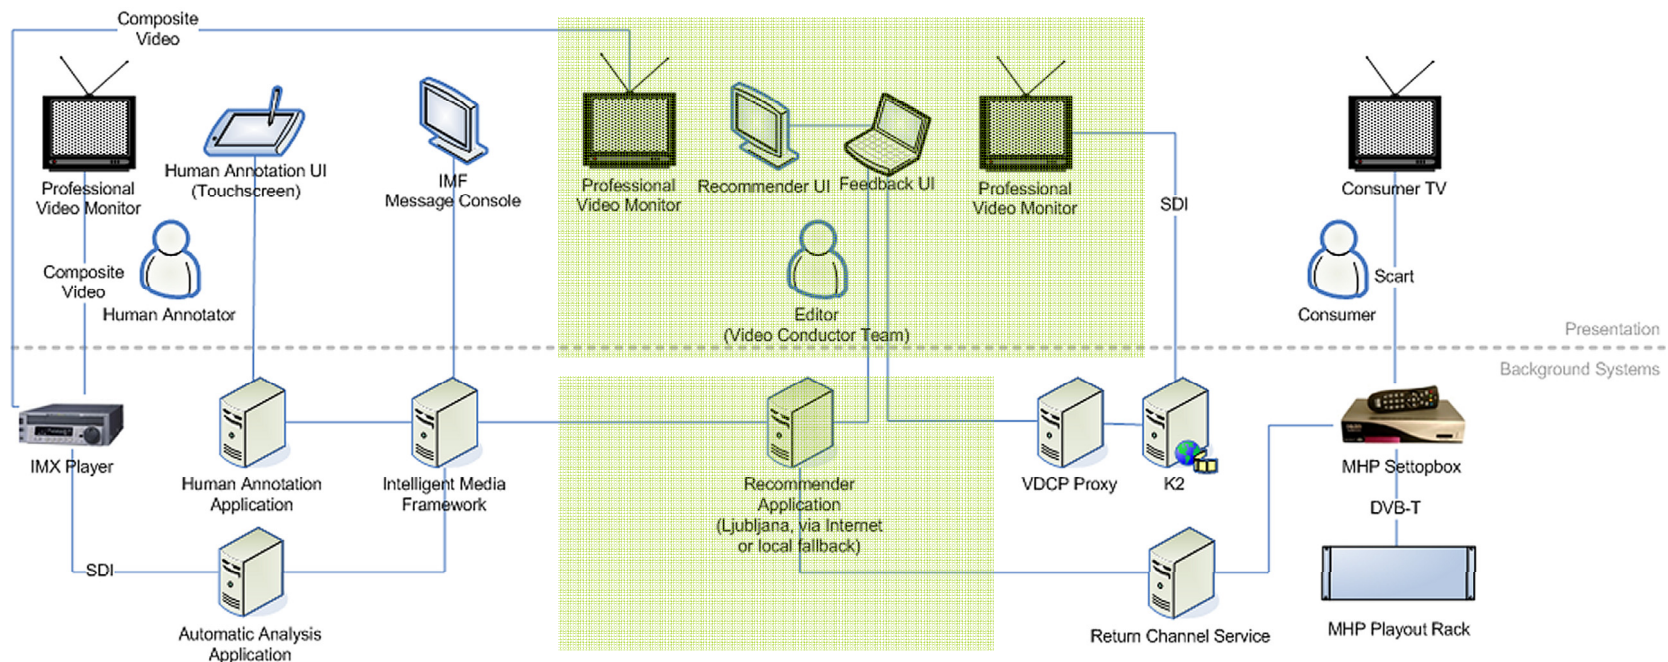 Composite
Video
Professional
Video Monitor
Human Annotation UI
(Touchscreen)
IMF
Message Console
Professional
Video Monitor
Recommender UI
Feedback UI
Professional
Video Monitor
SDI
Consumer TV
Composite
Video
Human Annotator
Editor
(Video Conductor Team)
Scart
Consumer
Presentation
Background Systems
IMX Player
Human Annotation
Application
Intelligent Media
Framework
Recommender
Application
(Ljubljana, via Internet
or local fallback)
VDCP Proxy
K2
MHP Settopbox
DVB-T
SDI
Automatic Analysis
Application
Return Channel Service
MHP Playout Rack